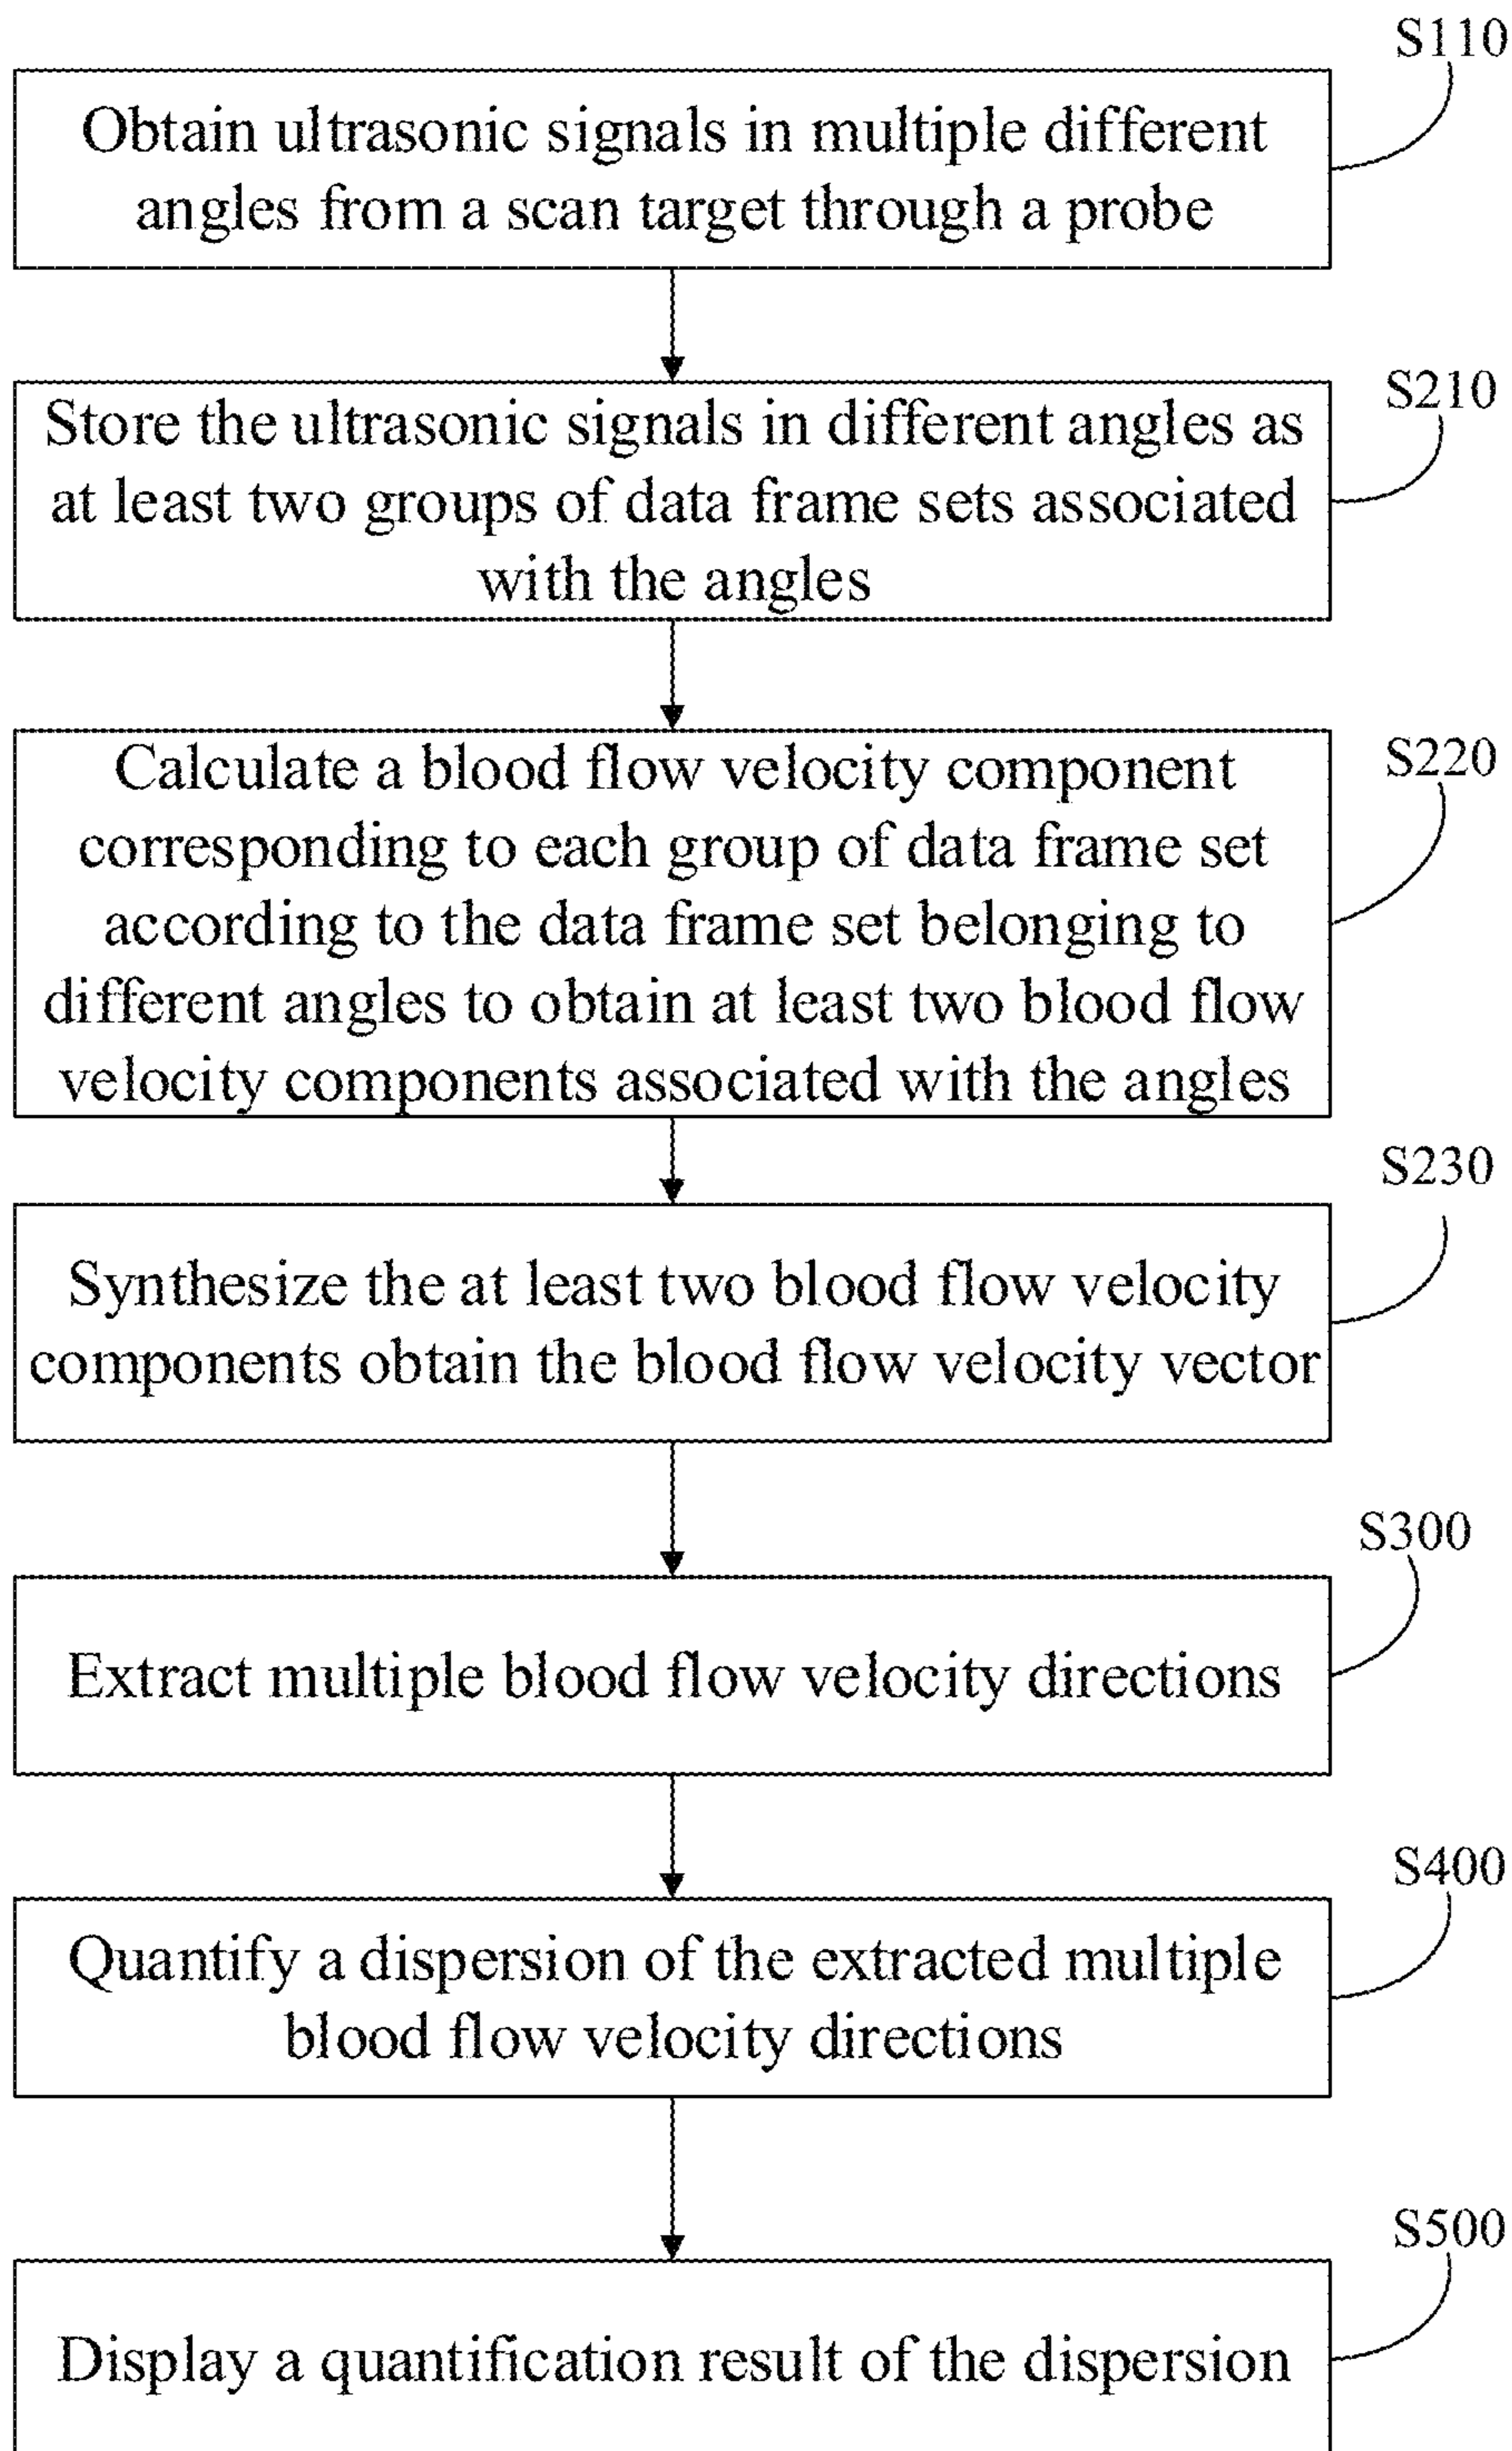 S110
Obtain ultrasonic signals in multiple different
angles from a scan target through a probe
S210
Store the ultrasonic signals in different angles as
at least two groups of data frame sets associated
with the angles
S220
Calculate a blood flow velocity component
corresponding to each group of data frame set
according to the data frame set belonging to
different angles to obtain at least two blood flow
velocity components associated with the angles
S230
Synthesize the at least two blood flow velocity
components obtain the blood flow velocity vector
S300
Extract multiple blood flow velocity directions
S400
Quantify a dispersion of the extracted multiple
blood flow velocity directions
S500
Display a quantification result of the dispersion